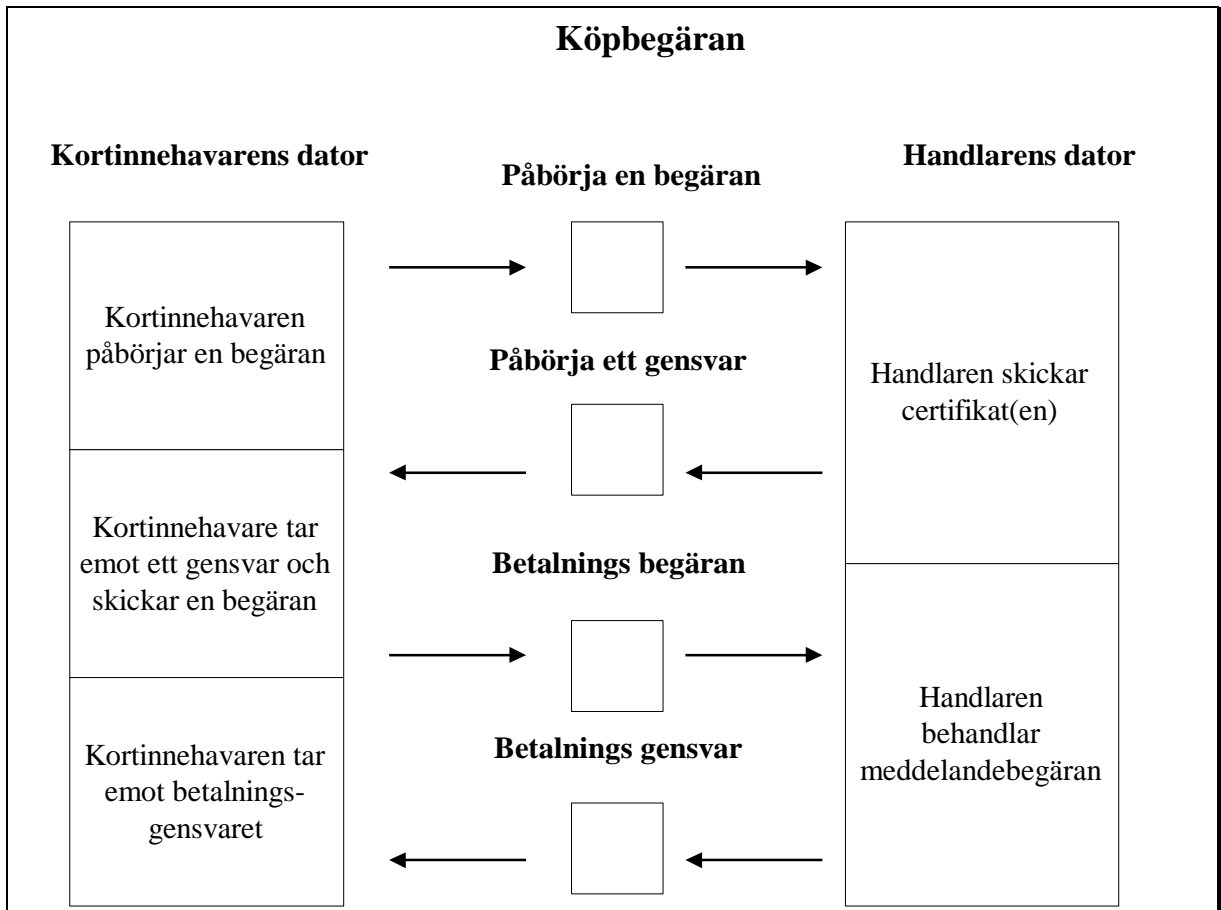 Köpbegäran
Kortinnehavarens dator
Påbörja en begäran
Handlarens dator
Kortinnehavaren
påbörjar en begäran
Påbörja ett gensvar
Handlaren skickar
certifikat(en)
Kortinnehavare tar
emot ett gensvar och
skickar en begäran
Betalnings begäran
Handlaren
behandlar
meddelandebegäran
Betalnings gensvar
Kortinnehavaren tar
emot betalnings-
gensvaret